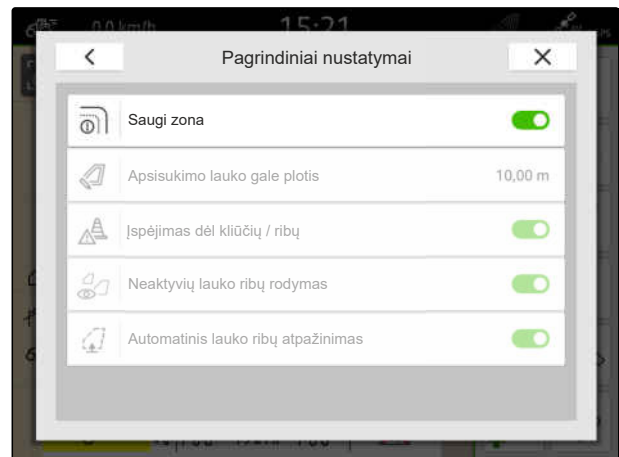 0,0 km/h 15:21
Pagrindiniai nustatymai
Saugi zona
Apsisukimo lauko gale plotis 10,00 m
Įspėjimas dėl kliūčių / ribų
Neaktyvių lauko ribų rodymas
Automatinis lauko ribų atpažinimas